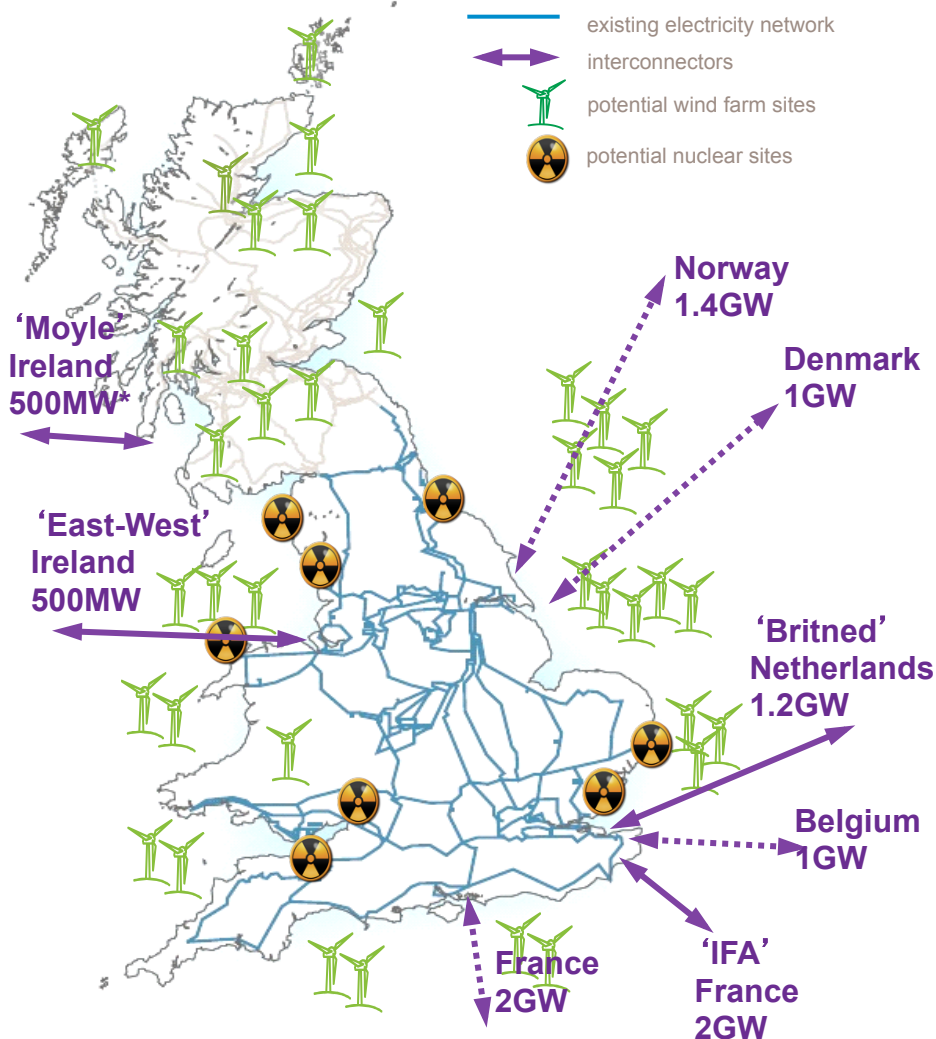 existing electricity network
interconnectors
potential wind farm sites
potential nuclear sites
Norway
1.4GW
‘Moyle’
Ireland
500MW*
Denmark
1GW
‘East-West’
Ireland
500MW
‘Britned’
Netherlands
1.2GW
Belgium
1GW
‘IFA’
France
2GW
France
2GW